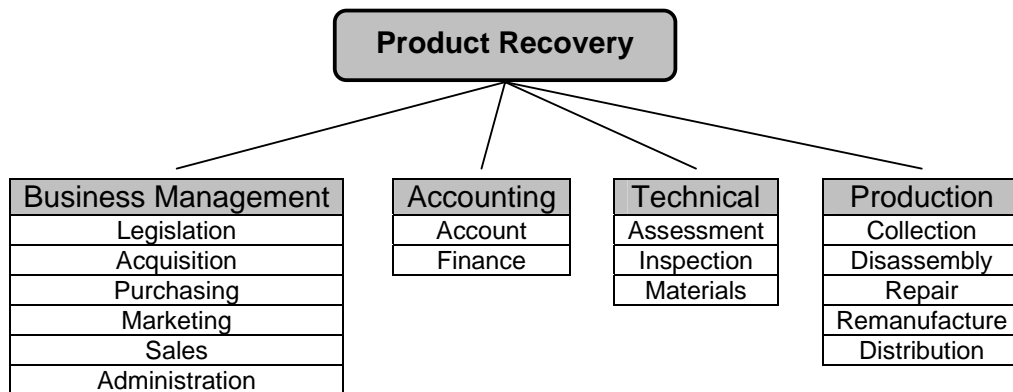 Product Recovery
Business Management
Legislation
Acquisition
Purchasing
Marketing
Sales
Administration
Accounting
Account
Finance
Technical
Assessment
Inspection
Materials
Production
Collection
Disassembly
Repair
Remanufacture
Distribution